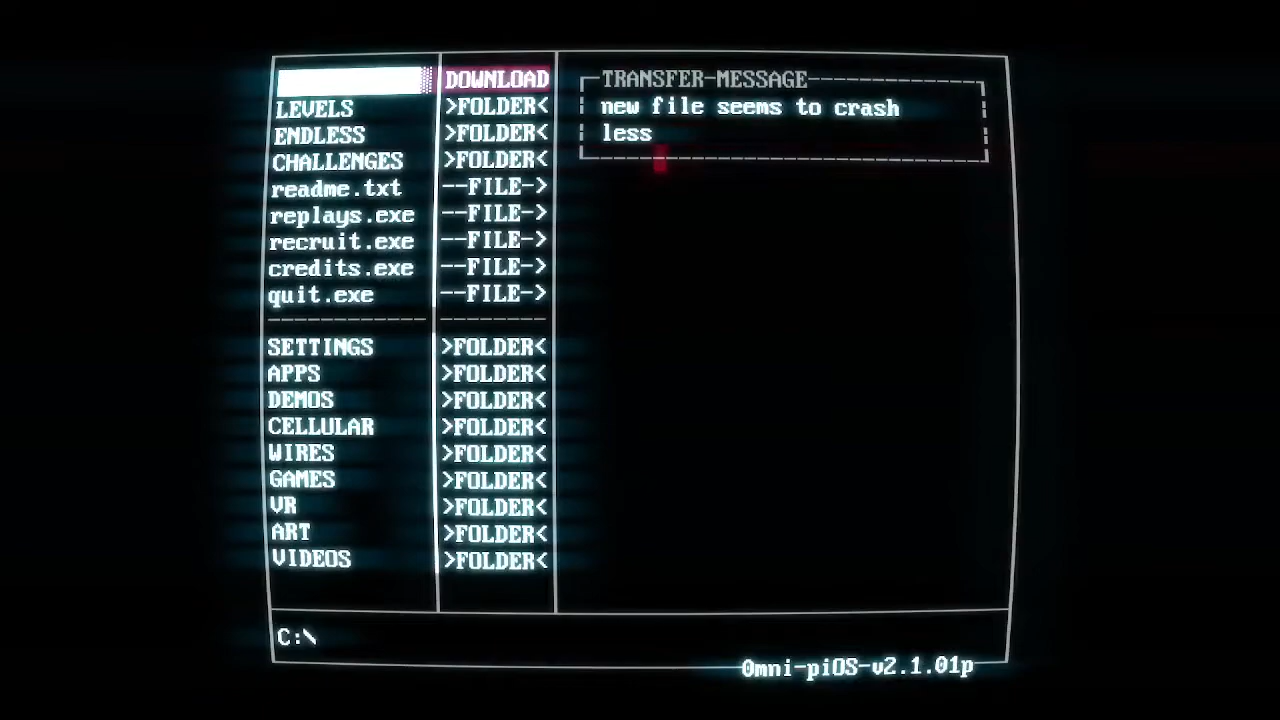 DOWNLOAD
LEVELS >FOLDER<
ENDLESS >FOLDER<
CHALLENGES >FOLDER<
readme.txt --FILE->
replays.exe --FILE->
recruit.exe --FILE->
credits.exe --FILE->
quit.exe --FILE->
SETTINGS >FOLDER<
APPS >FOLDER<
DEMOS >FOLDER<
CELLULAR >FOLDER<
WIRES >FOLDER<
GAMES >FOLDER<
VR >FOLDER<
ART >FOLDER<
VIDEOS >FOLDER<
TRANSFER-MESSAGE
new file seems to crash
less
C:\
0mni-piOS-v2.1.01p